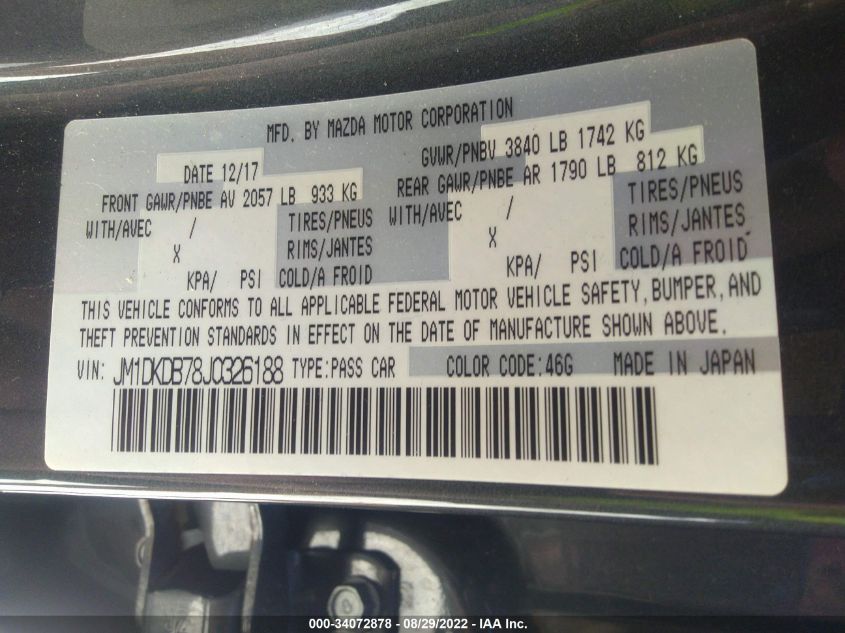 MFD. BY MAZDA MOTOR CORPORATION
DATE 12/17 GVWR/PNBV 3840 LB 1742 KG
FRONT GAWR/PNBE AV 2057 LB 933 KG REAR GAWR/PNBE AR 1790 LB 812 KG
WITH/AVEC / TIRES/PNEUS WITH/AVEC / TIRES/PNEUS
X RIMS/JANTES X RIMS/JANTES
KPA/ PSI COLD/A FROID KPA/ PSI COLD/A FROID
THIS VEHICLE CONFORMS TO ALL APPLICABLE FEDERAL MOTOR VEHICLE SAFETY, BUMPER, AND
THEFT PREVENTION STANDARDS IN EFFECT ON THE DATE OF MANUFACTURE SHOWN ABOVE.
VIN: JM1DKDB78J0326188 TYPE: PASS CAR COLOR CODE: 46G MADE IN JAPAN
000-34072878 - 08/29/2022 - IAA Inc.